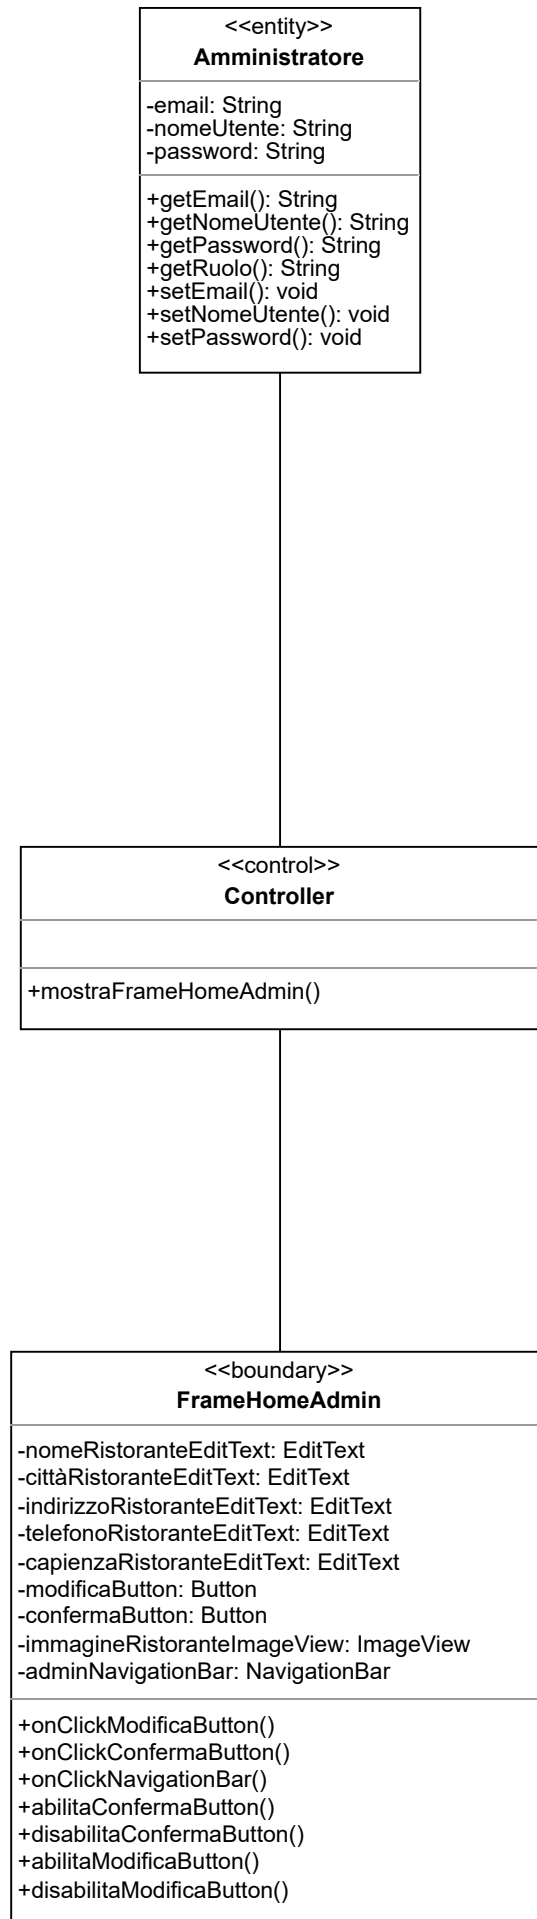 <<entity>>
Amministratore
-email: String
-nomeUtente: String
-password: String
+getEmail(): String
+getNomeUtente(): String
+getPassword(): String
+getRuolo(): String
+setEmail(): void
+setNomeUtente(): void
+setPassword(): void
<<control>>
Controller
+mostraFrameHomeAdmin()
<<boundary>>
FrameHomeAdmin
-nomeRistoranteEditText: EditText
-cittàRistoranteEditText: EditText
-indirizzoRistoranteEditText: EditText
-telefonoRistoranteEditText: EditText
-capienzaRistoranteEditText: EditText
-modificaButton: Button
-confermaButton: Button
-immagineRistoranteImageView: ImageView
-adminNavigationBar: NavigationBar
+onClickModificaButton()
+onClickConfermaButton()
+onClickNavigationBar()
+abilitaConfermaButton()
+disabilitaConfermaButton()
+abilitaModificaButton()
+disabilitaModificaButton()